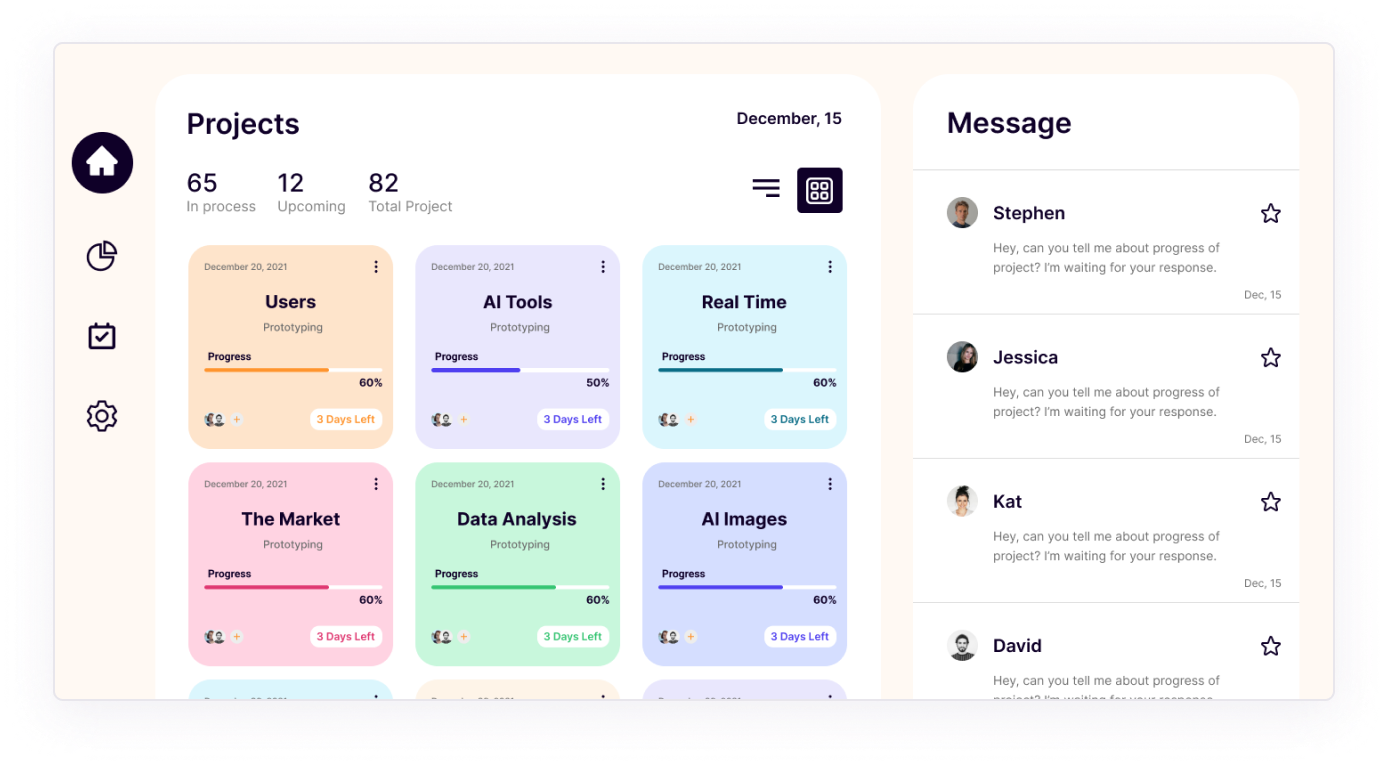 Projects
December, 15
65
In process
12
Upcoming
82
Total Project
December 20, 2021
Users
Prototyping
Progress
60%
+
3 Days Left
December 20, 2021
AI Tools
Prototyping
Progress
50%
+
3 Days Left
December 20, 2021
Real Time
Prototyping
Progress
60%
+
3 Days Left
December 20, 2021
The Market
Prototyping
Progress
60%
+
3 Days Left
December 20, 2021
Data Analysis
Prototyping
Progress
60%
+
3 Days Left
December 20, 2021
AI Images
Prototyping
Progress
60%
+
3 Days Left
Message
Stephen
Hey, can you tell me about progress of
project? I'm waiting for your response.
Dec, 15
Jessica
Hey, can you tell me about progress of
project? I'm waiting for your response.
Dec, 15
Kat
Hey, can you tell me about progress of
project? I'm waiting for your response.
Dec, 15
David
Hey, can you tell me about progress of
project? I'm waiting for your response.